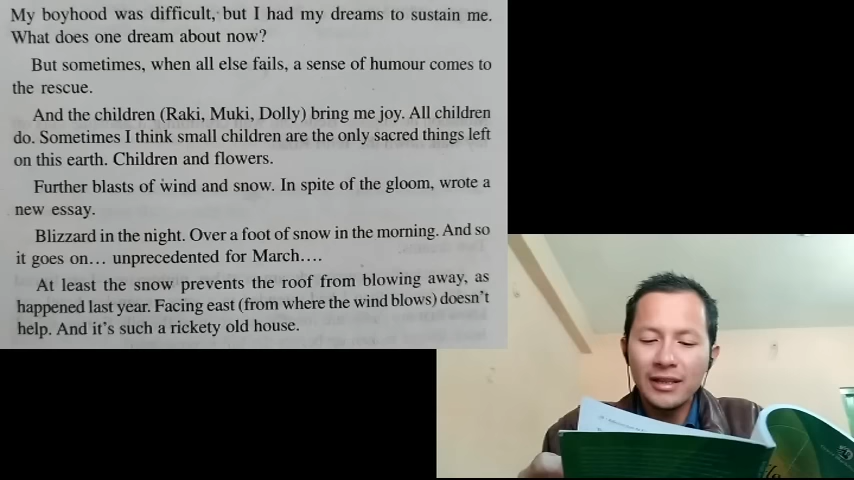 My boyhood was difficult, but I had my dreams to sustain me.
What does one dream about now?
But sometimes, when all else fails, a sense of humour comes to
the rescue.
And the children (Raki, Muki, Dolly) bring me joy. All children
do. Sometimes I think small children are the only sacred things left
on this earth. Children and flowers.
Further blasts of wind and snow. In spite of the gloom, wrote a
new essay.
Blizzard in the night. Over a foot of snow in the morning. And so
it goes on… unprecedented for March….
At least the snow prevents the roof from blowing away, as
happened last year. Facing east (from where the wind blows) doesn't
help. And it's such a rickety old house.